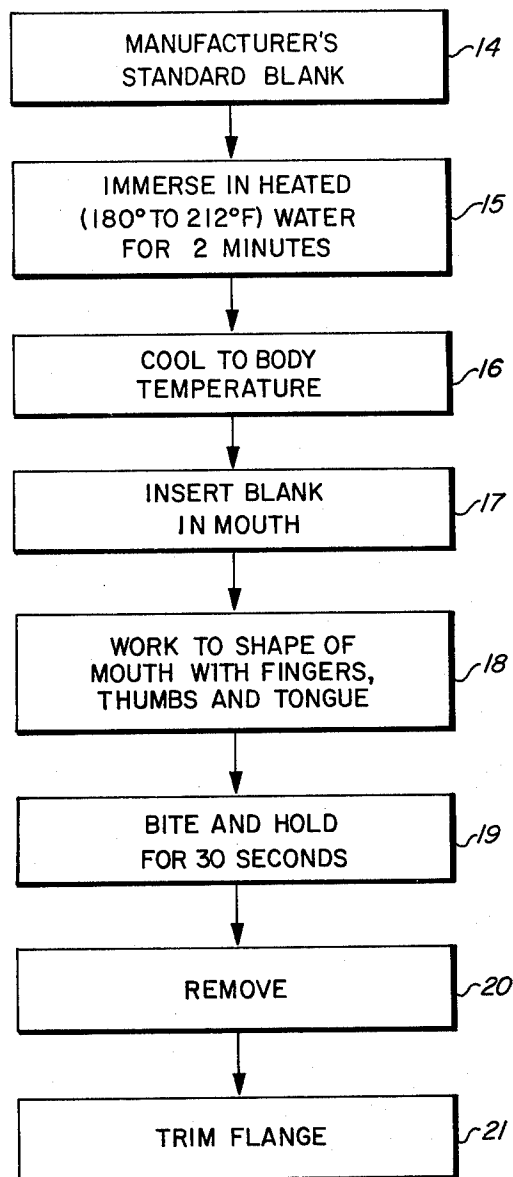 MANUFACTURER'S
STANDARD BLANK
14
IMMERSE IN HEATED
(180° TO 212°F) WATER
FOR 2 MINUTES
15
COOL TO BODY
TEMPERATURE
16
INSERT BLANK
IN MOUTH
17
WORK TO SHAPE OF
MOUTH WITH FINGERS,
THUMBS AND TONGUE
18
BITE AND HOLD
FOR 30 SECONDS
19
REMOVE
20
TRIM FLANGE
21